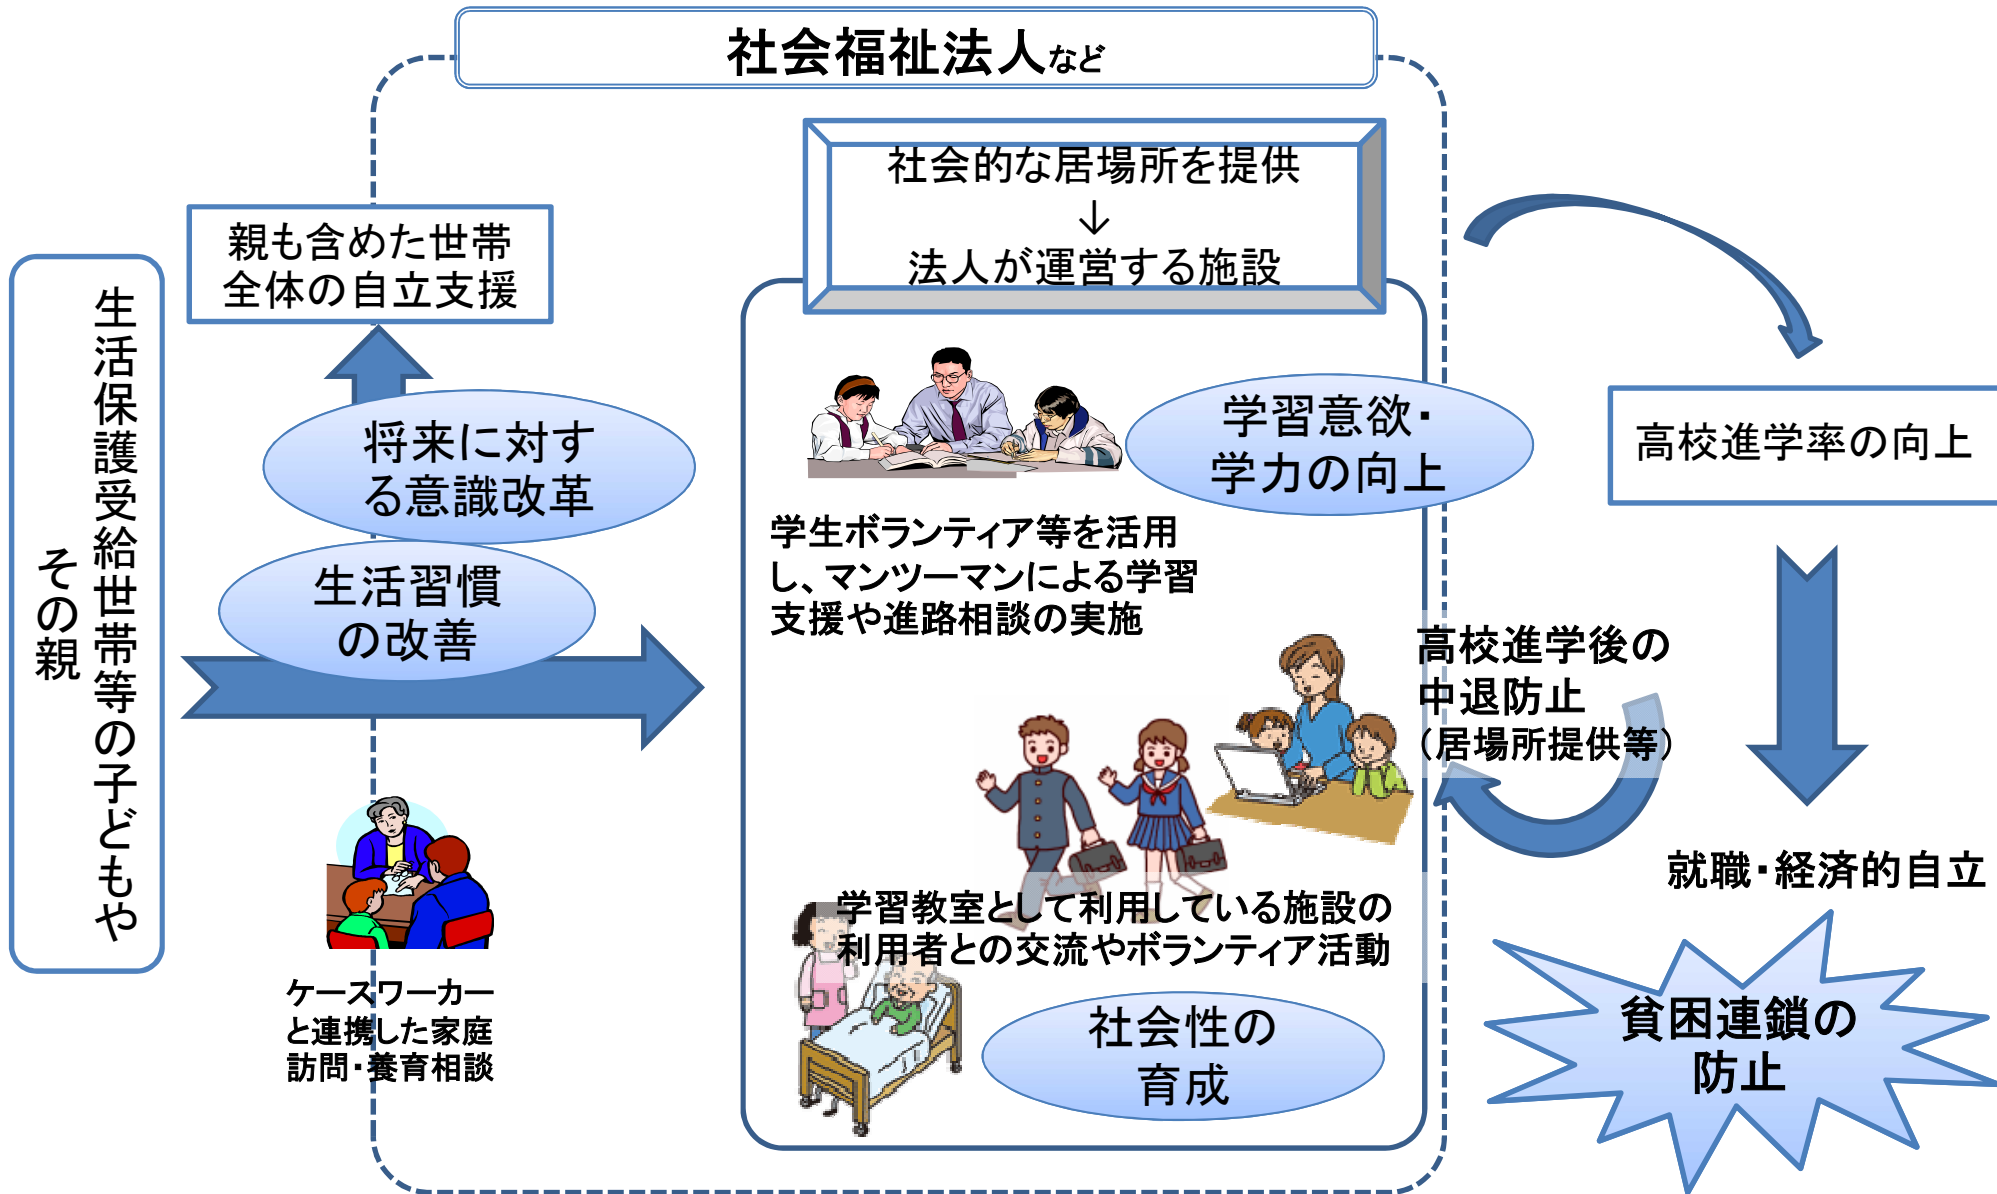 社会福祉法人など
社会的な居場所を提供
↓
法人が運営する施設
親も含めた世帯
全体の自立支援
生活保護受給世帯等の子どもや
その親
将来に対す
る意識改革
生活習慣
の改善
学習意欲・
学力の向上
学生ボランティア等を活用
し、マンツーマンによる学習
支援や進路相談の実施
高校進学率の向上
高校進学後の
中退防止
（居場所提供等）
就職・経済的自立
学習教室として利用している施設の
利用者との交流やボランティア活動
ケースワーカー
と連携した家庭
訪問・養育相談
社会性の
育成
貧困連鎖の
防止